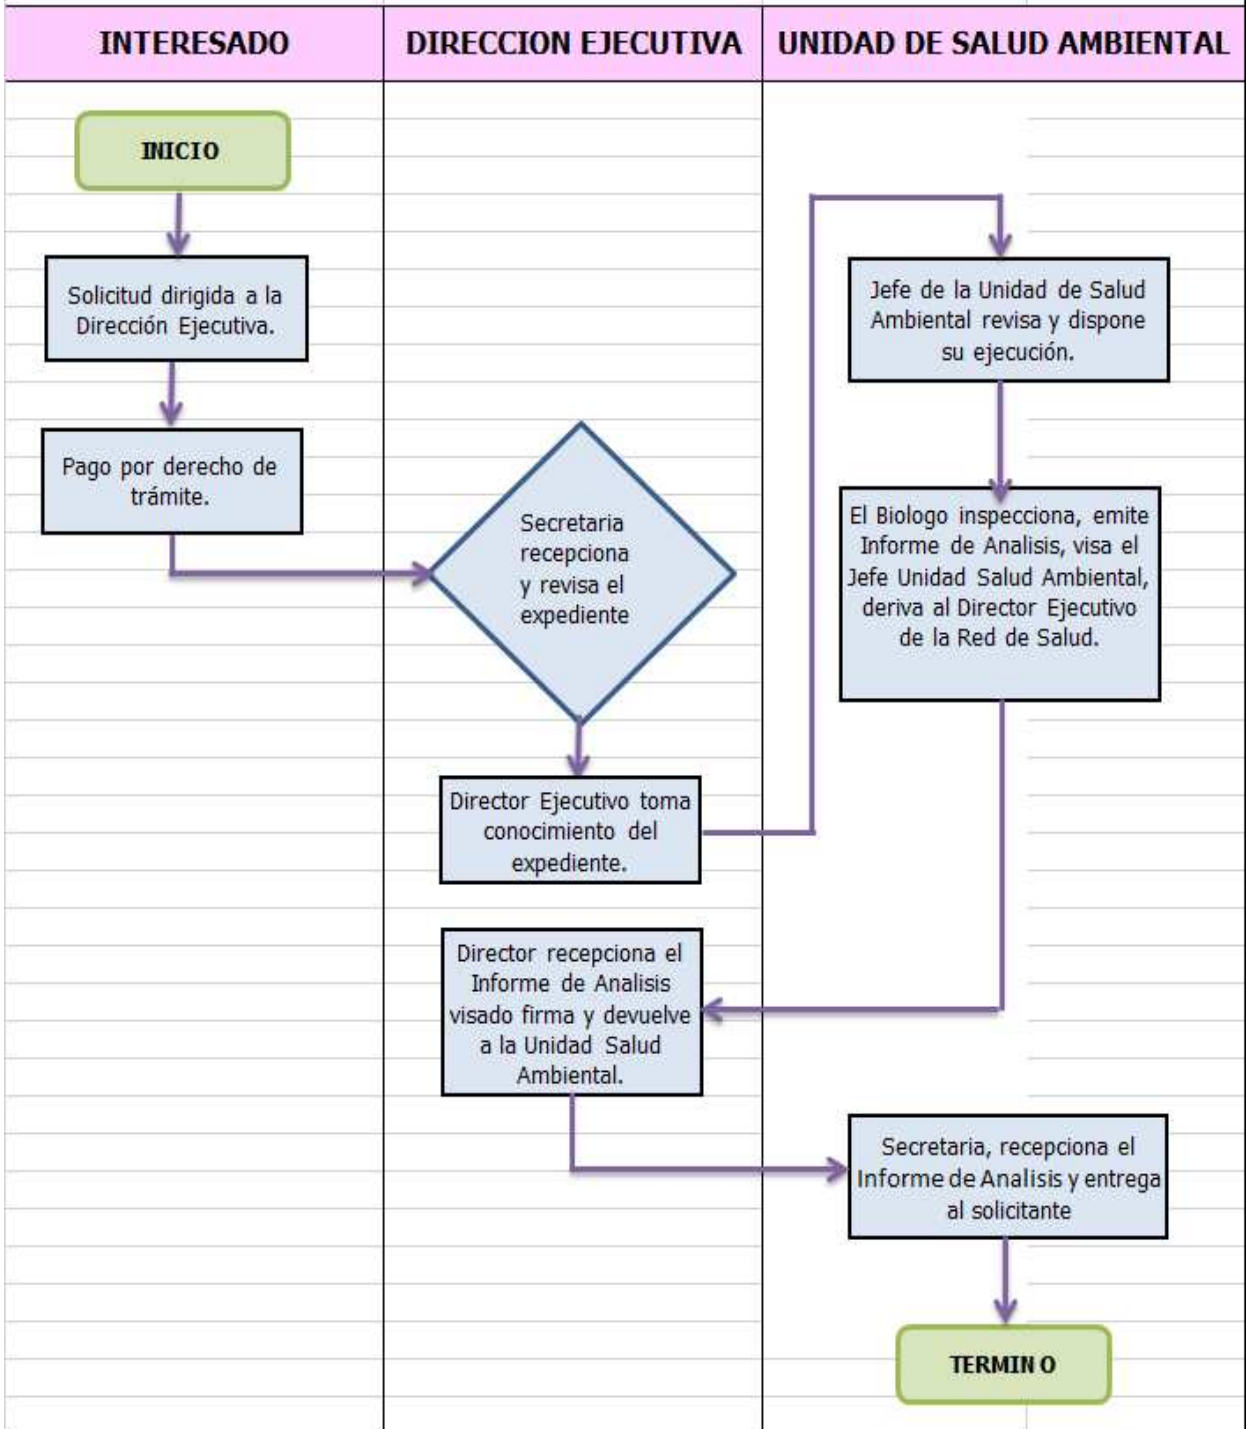 INTERESADO
DIRECCION EJECUTIVA
UNIDAD DE SALUD AMBIENTAL
INICIO
Solicitud dirigida a la
Dirección Ejecutiva.
Pago por derecho de
trámite.
Secretaria
recepciona
y revisa el
expediente
Director Ejecutivo toma
conocimiento del
expediente.
Jefe de la Unidad de Salud
Ambiental revisa y dispone
su ejecución.
El Biologo inspecciona, emite
Informe de Analisis, visa el
Jefe Unidad Salud Ambiental,
deriva al Director Ejecutivo
de la Red de Salud.
Director recepciona el
Informe de Analisis
visado firma y devuelve
a la Unidad Salud
Ambiental.
Secretaria, recepciona el
Informe de Analisis y entrega
al solicitante
TERMINO